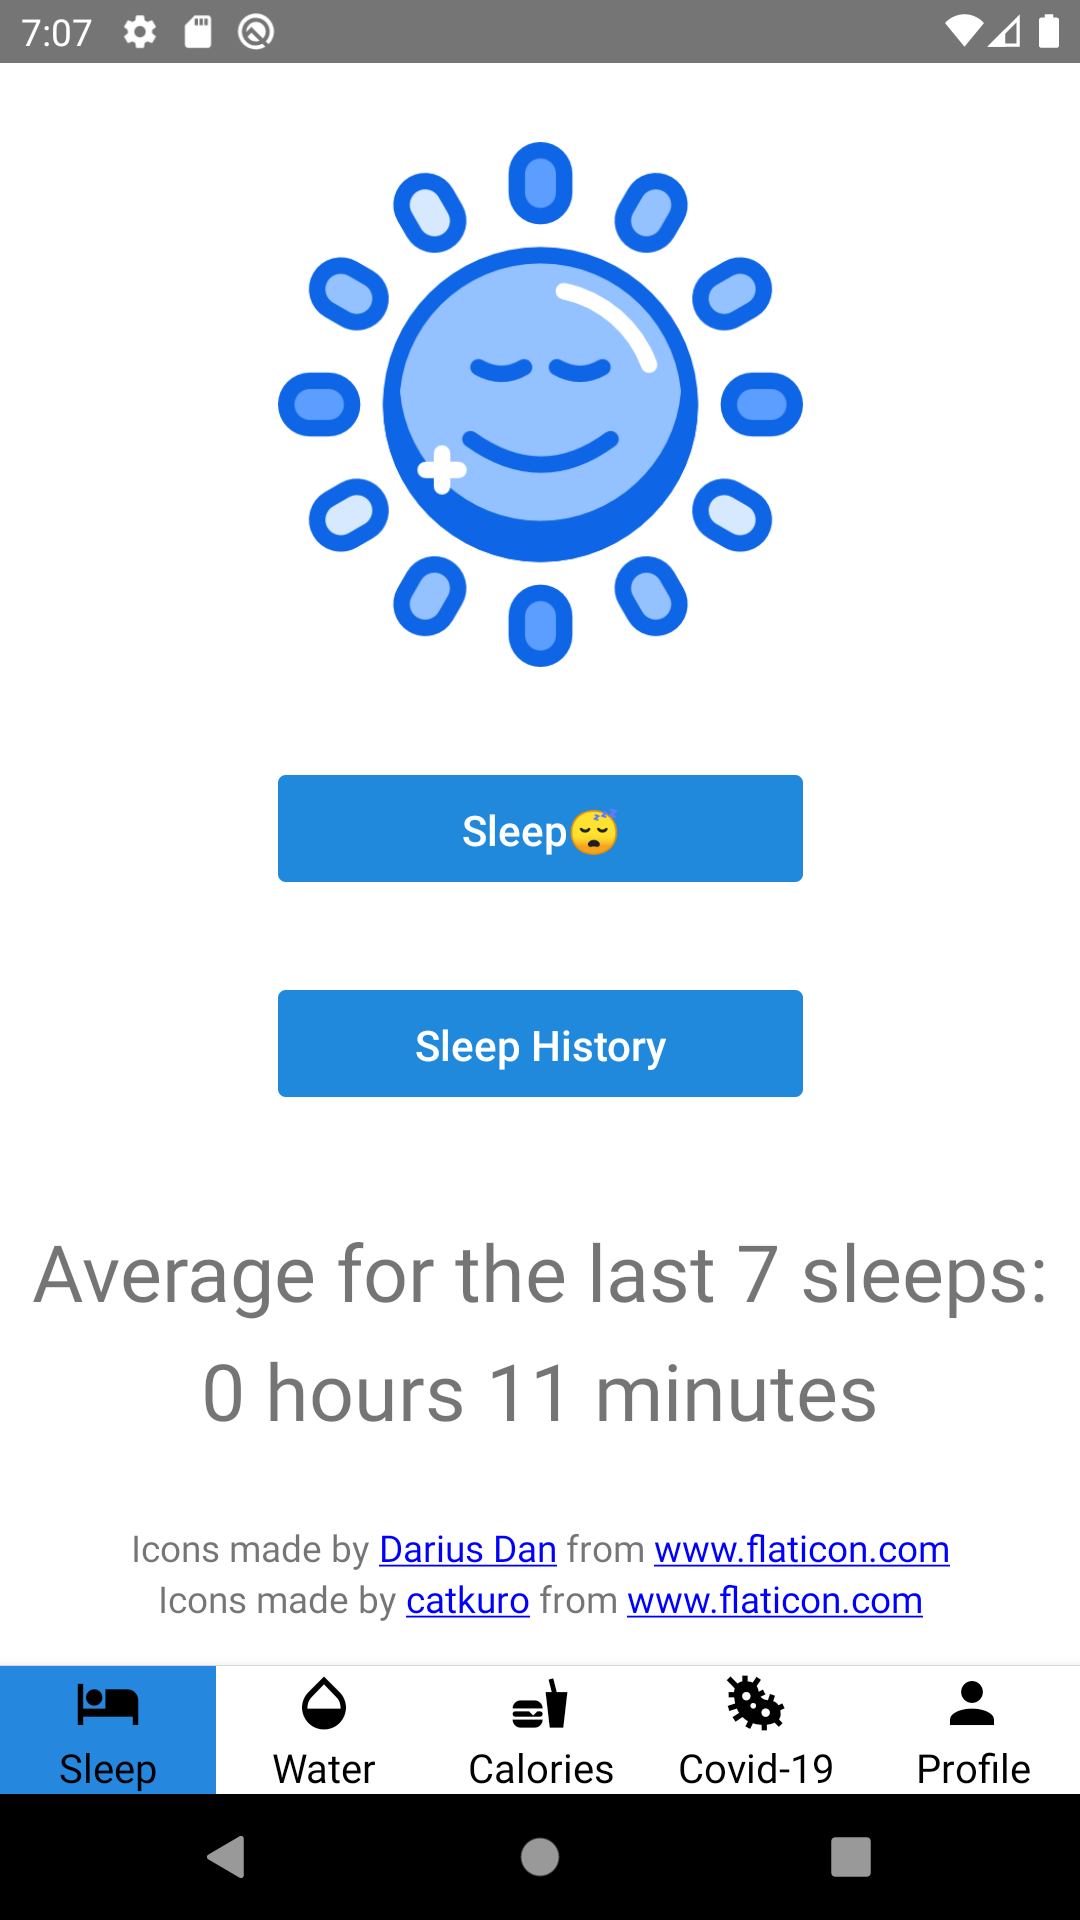 7:07
Sleep😴
Sleep History
Average for the last 7 sleeps:
0 hours 11 minutes
Icons made by Darius Dan from www.flaticon.com
Icons made by catkuro from www.flaticon.com
Sleep Water Calories Covid-19 Profile